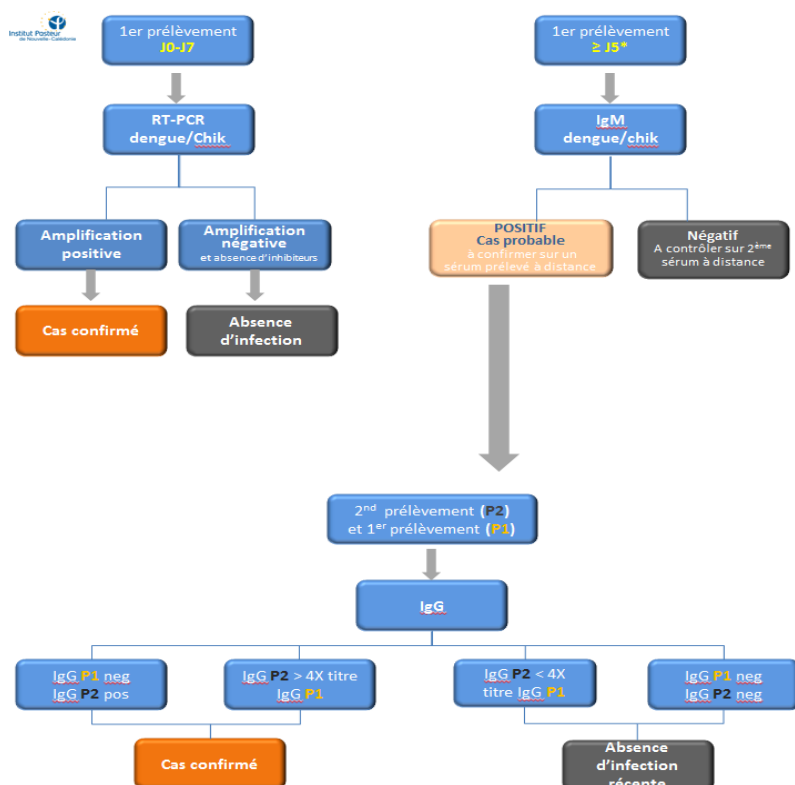 Institut Pasteur
de Nouvelle-Calédonie
1er prélèvement
J0-J7
1er prélèvement
≥ J5*
RT-PCR
dengue/Chik
IgM
dengue/chik
Amplification
positive
Amplification
négative
et absence d'inhibiteurs
POSITIF
Cas probable
à confirmer sur un
sérum prélevé à distance
Négatif
A contrôler sur 2ème
sérum à distance
Cas confirmé
Absence
d'infection
2nd prélèvement (P2)
et 1er prélèvement (P1)
IgG
IgG P1 neg
IgG P2 pos
IgG P2 > 4X titre
IgG P1
IgG P2 < 4X
titre IgG P1
IgG P1 neg
IgG P2 neg
Cas confirmé
Absence
d'infection
récente